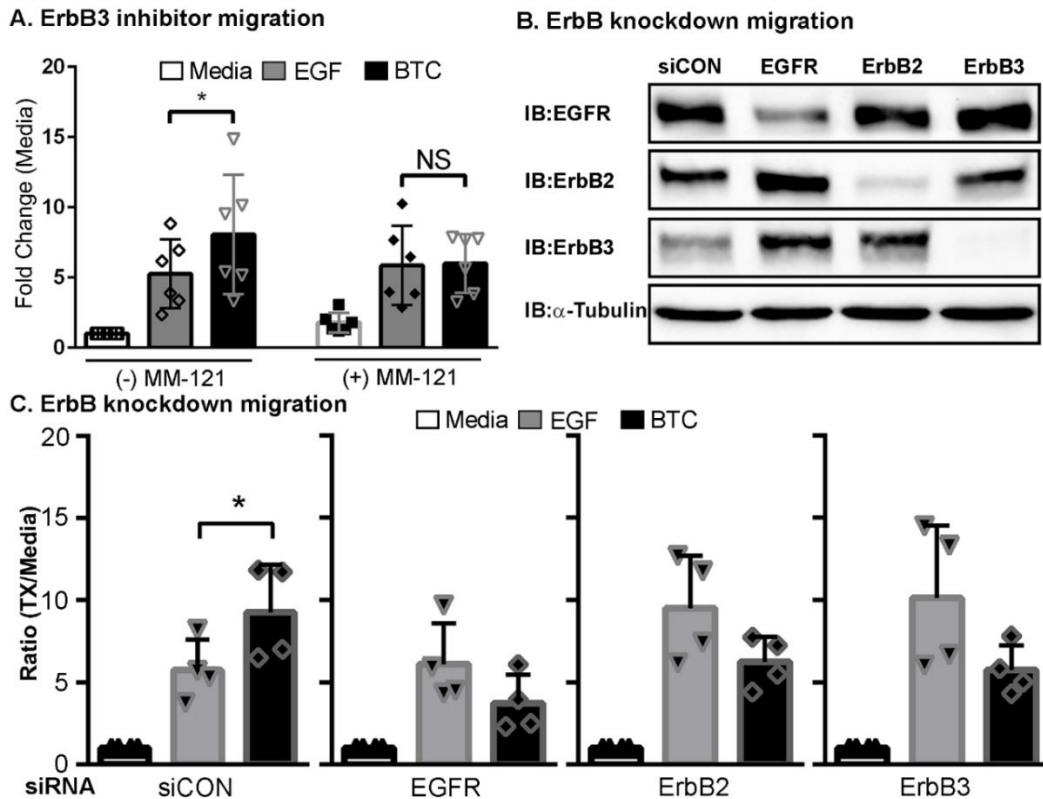 A. ErbB3 inhibitor migration
Fold Change (Media)
20
15
10
5
0
Media EGF BTC
*
NS
(-) MM-121 (+) MM-121
B. ErbB knockdown migration
siCON EGFR ErbB2 ErbB3
IB:EGFR
IB:ErbB2
IB:ErbB3
IB:α-Tubulin
C. ErbB knockdown migration
Media EGF BTC
Ratio (TX/Media)
20
15
10
5
0
*
siRNA siCON EGFR ErbB2 ErbB3